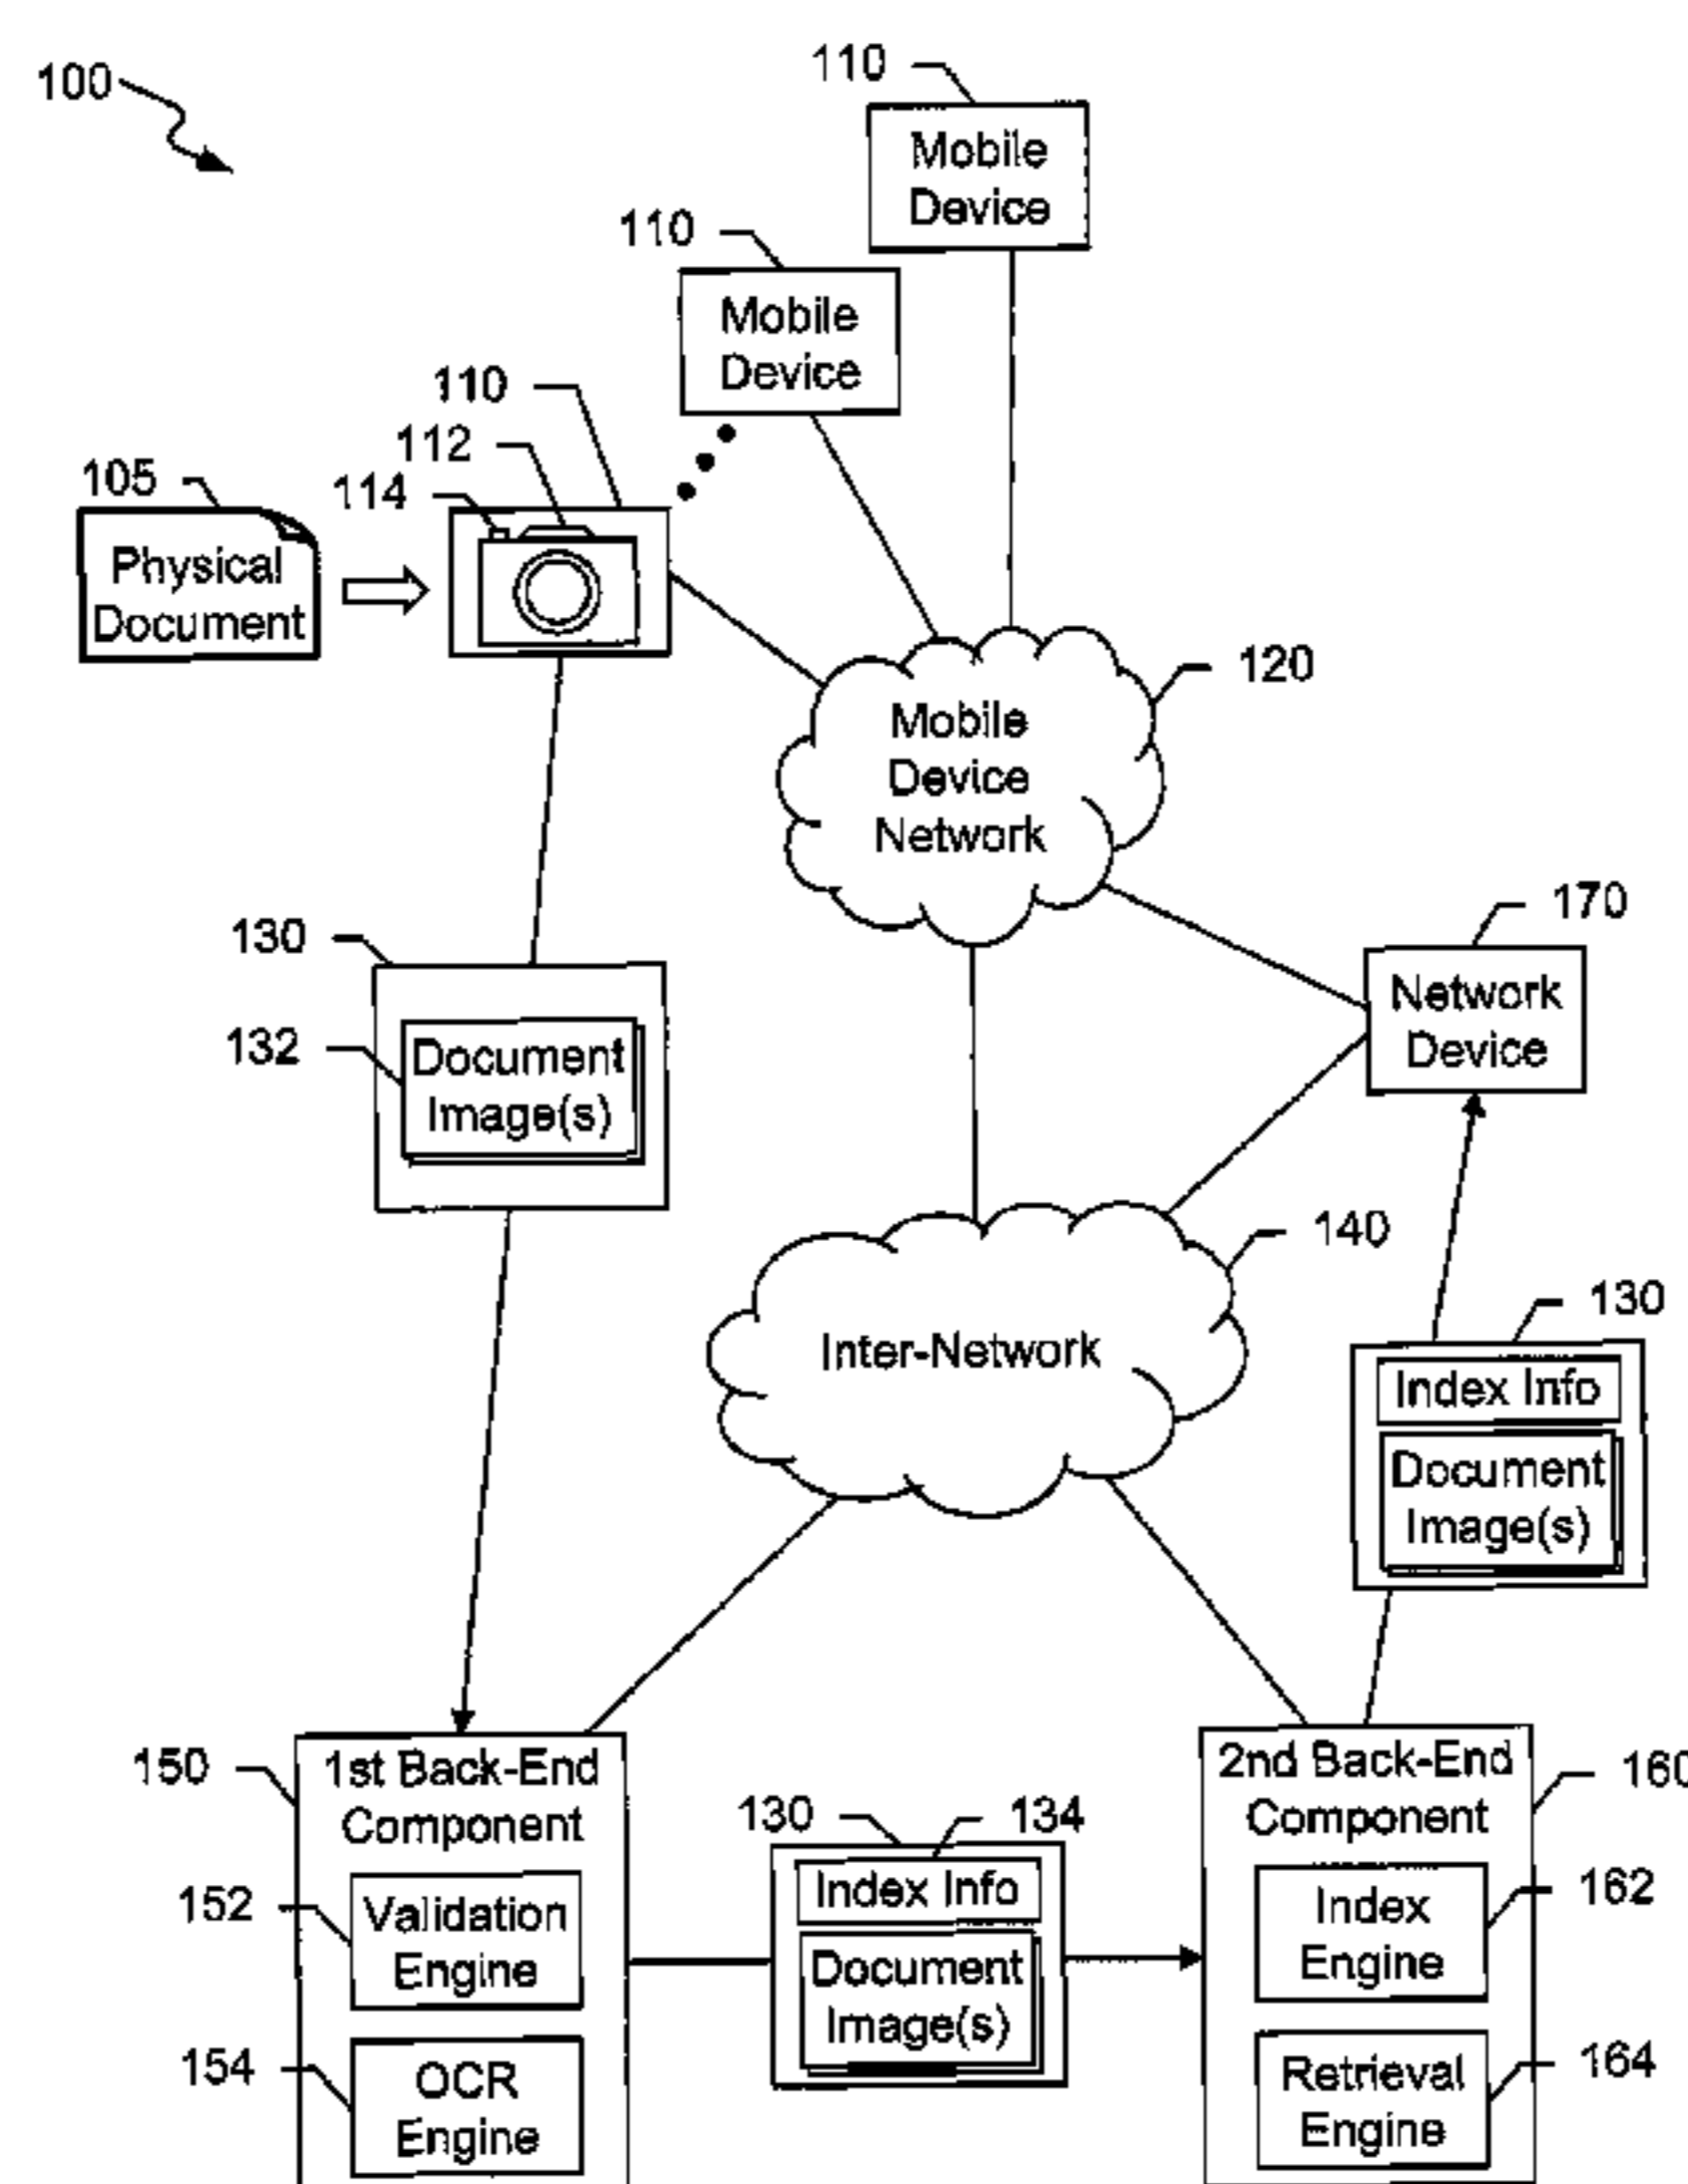 100
110
Mobile
Device
110
Mobile
Device
110
112
114
105
Physical
Document
120
Mobile
Device
Network
130
132
Document
Image(s)
170
Network
Device
140
Inter-Network
130
Index Info
Document
Image(s)
150
1st Back-End
Component
152
Validation
Engine
154
OCR
Engine
130
134
Index Info
Document
Image(s)
2nd Back-End
Component
160
Index
Engine
162
Retrieval
Engine
164